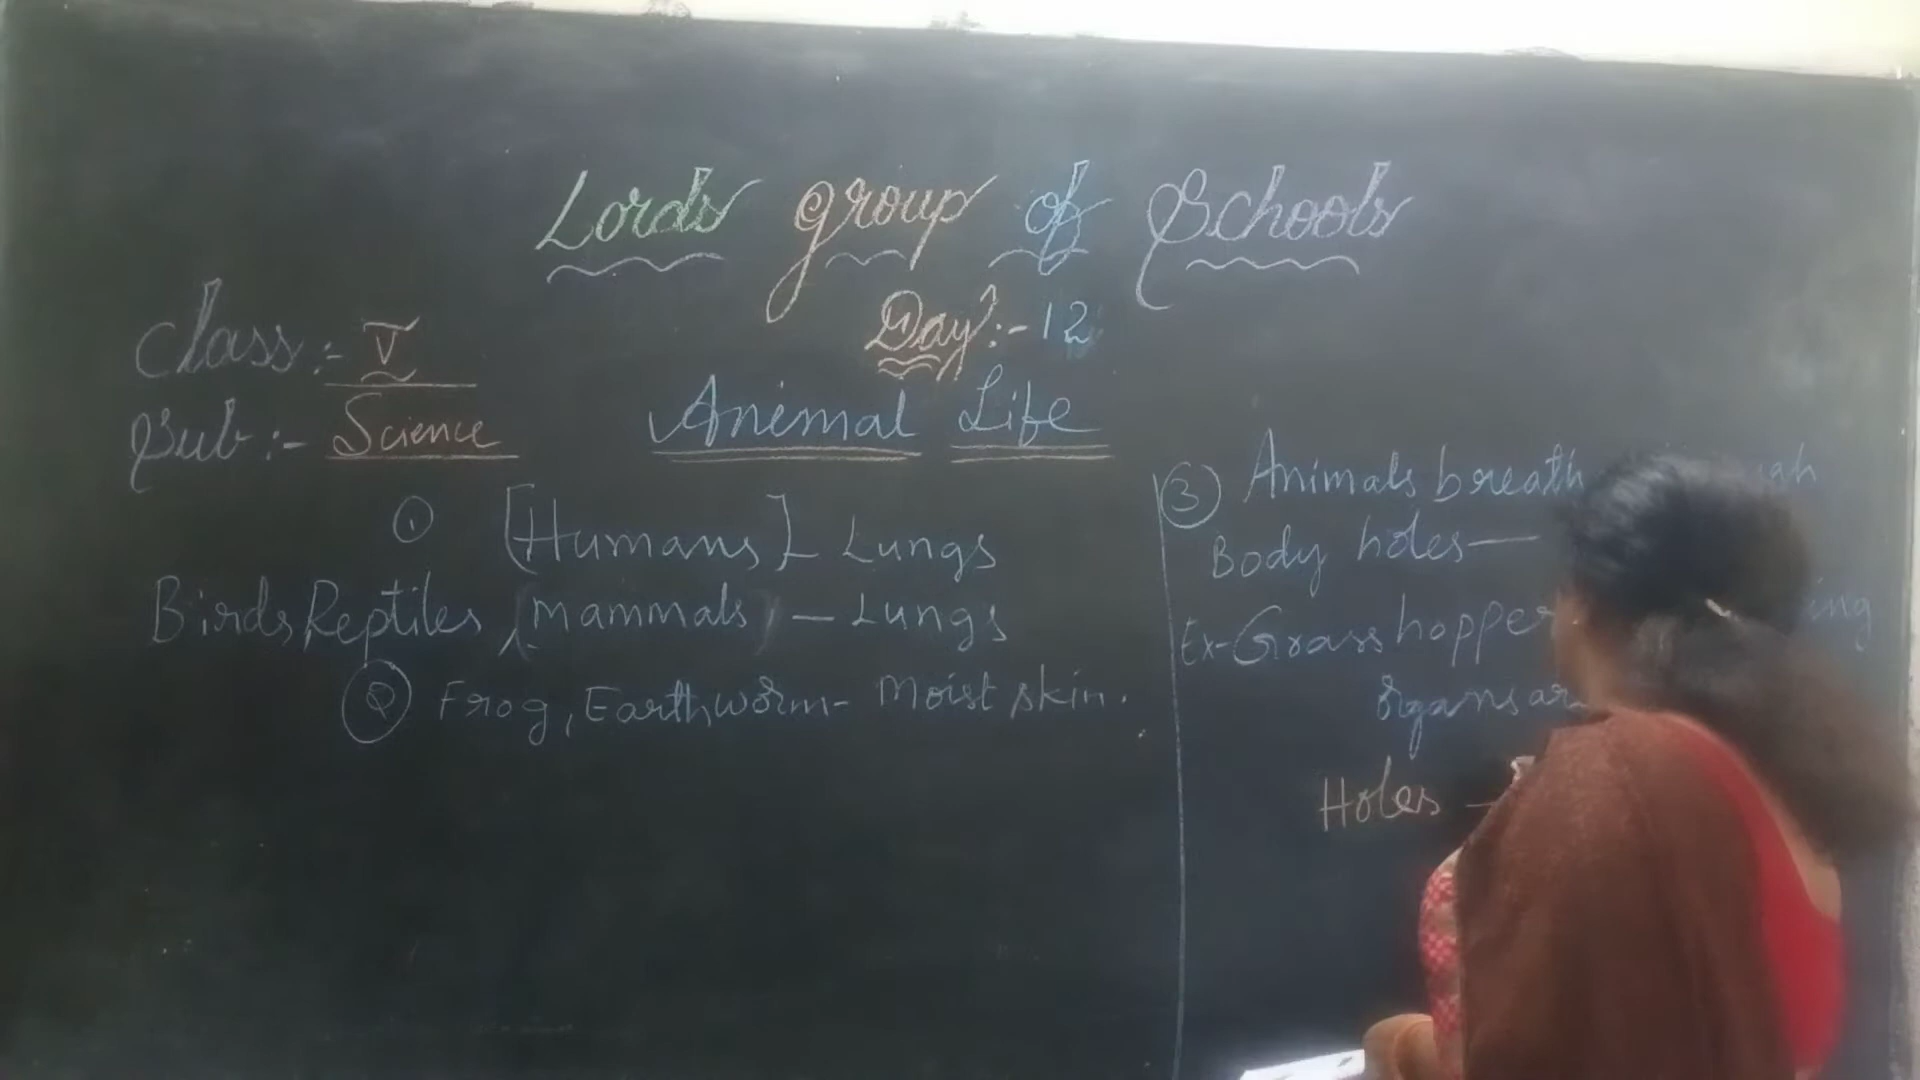 Lords group of Schools
Day:- 12
Class:- V
Sub:- Science
Animal Life
① [Humans] - Lungs
Birds, Reptiles, (mammals) - Lungs
② Frog, Earthworm - Moist skin.
③ Animals breath
Body holes —
Ex- Grasshopper
organs
Holes -